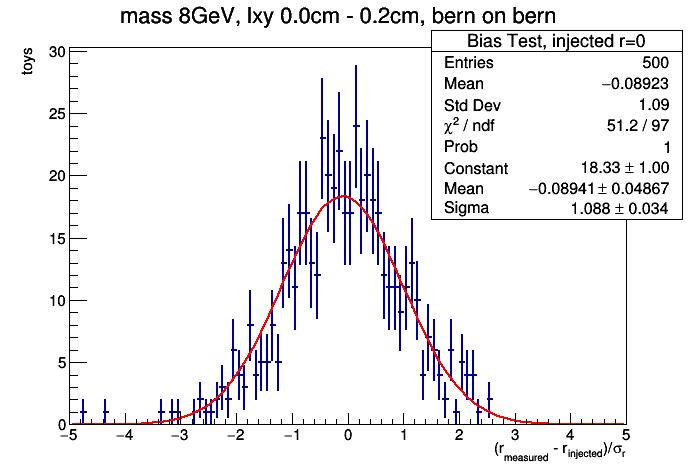 mass 8GeV, lxy 0.0cm - 0.2cm, bern on bern
toys
Bias Test, injected r=0
Entries 500
Mean −0.08923
Std Dev 1.09
χ² / ndf 51.2 / 97
Prob 1
Constant 18.33 ± 1.00
Mean −0.08941 ± 0.04867
Sigma 1.088 ± 0.034
30
25
20
15
10
5
0
−5 −4 −3 −2 −1 0 1 2 3 4 5
(r_measured - r_injected)/σ_r